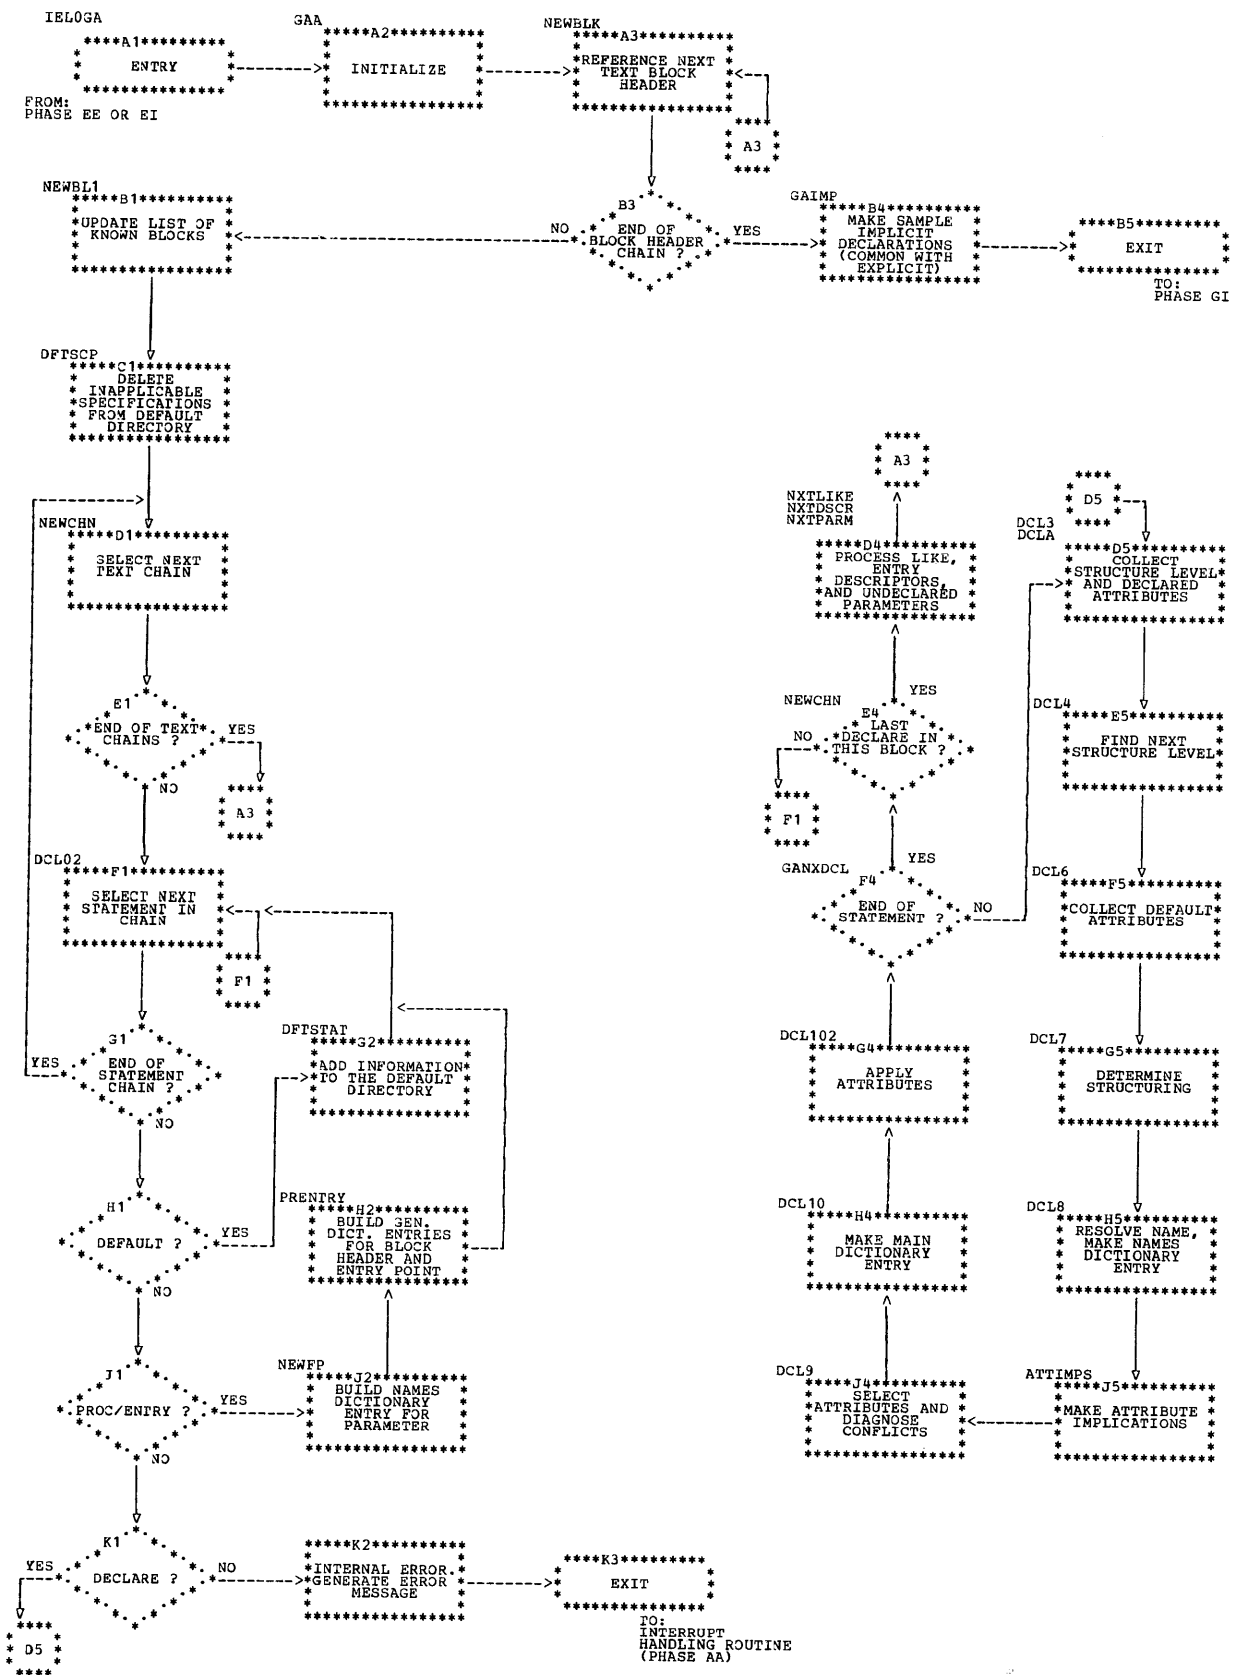 IEL0GA
A1
ENTRY
FROM:
PHASE EE OR EI
GAA
A2
INITIALIZE
NEWBLK
A3
REFERENCE NEXT
TEXT BLOCK
HEADER
A3
B3
END OF
BLOCK HEADER
CHAIN ?
NO
YES
GAIMP
B4
MAKE SAMPLE
IMPLICIT
DECLARATIONS
(COMMON WITH
EXPLICIT)
B5
EXIT
TO:
PHASE GI
NEWBL1
B1
UPDATE LIST OF
KNOWN BLOCKS
DFTSCP
C1
DELETE
INAPPLICABLE
SPECIFICATIONS
FROM DEFAULT
DIRECTORY
NEWCHN
D1
SELECT NEXT
TEXT CHAIN
E1
END OF TEXT
CHAINS ?
YES
NO
A3
DCL02
F1
SELECT NEXT
STATEMENT IN
CHAIN
F1
G1
END OF
STATEMENT
CHAIN ?
YES
NO
DFTSTAT
G2
ADD INFORMATION
TO THE DEFAULT
DIRECTORY
H1
DEFAULT ?
YES
NO
PRENTRY
H2
BUILD GEN.
DICT. ENTRIES
FOR BLOCK
HEADER AND
ENTRY POINT
J1
PROC/ENTRY ?
YES
NO
NEWFP
J2
BUILD NAMES
DICTIONARY
ENTRY FOR
PARAMETER
K1
DECLARE ?
YES
NO
D5
K2
INTERNAL ERROR.
GENERATE ERROR
MESSAGE
K3
EXIT
TO:
INTERRUPT
HANDLING ROUTINE
(PHASE AA)
A3
NXTLIKE
NXTDSCR
NXTPARM
D4
PROCESS LIKE,
ENTRY
DESCRIPTORS,
AND UNDECLARED
PARAMETERS
NEWCHN
E4
LAST
DECLARE IN
THIS BLOCK ?
YES
NO
F1
GANXDCL
F4
END OF
STATEMENT ?
YES
NO
DCL102
G4
APPLY
ATTRIBUTES
DCL10
H4
MAKE MAIN
DICTIONARY
ENTRY
DCL9
J4
SELECT
ATTRIBUTES AND
DIAGNOSE
CONFLICTS
D5
DCL3
DCLA
D5
COLLECT
STRUCTURE LEVEL
AND DECLARED
ATTRIBUTES
DCL4
E5
FIND NEXT
STRUCTURE LEVEL
DCL6
F5
COLLECT DEFAULT
ATTRIBUTES
DCL7
G5
DETERMINE
STRUCTURING
DCL8
H5
RESOLVE NAME,
MAKE NAMES
DICTIONARY
ENTRY
ATTIMPS
J5
MAKE ATTRIBUTE
IMPLICATIONS